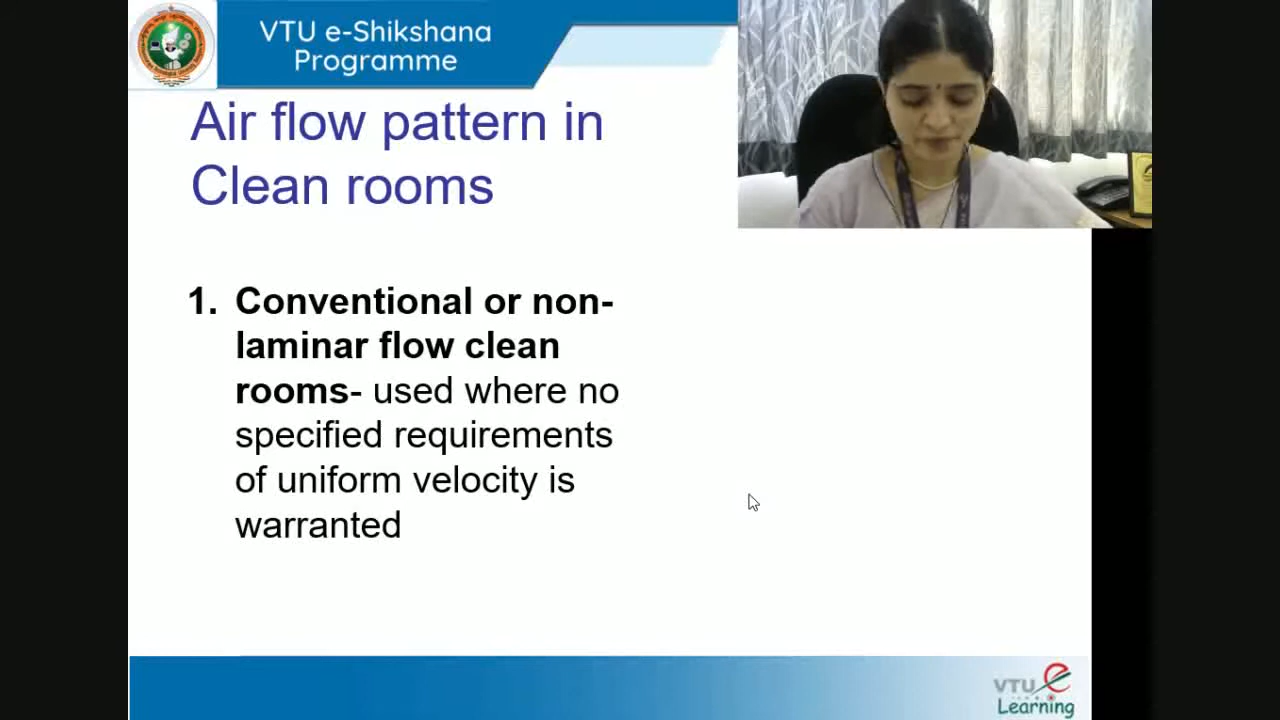 VTU e-Shikshana
Programme
Air flow pattern in
Clean rooms
1. Conventional or non-
laminar flow clean
rooms- used where no
specified requirements
of uniform velocity is
warranted
VTU e
Learning